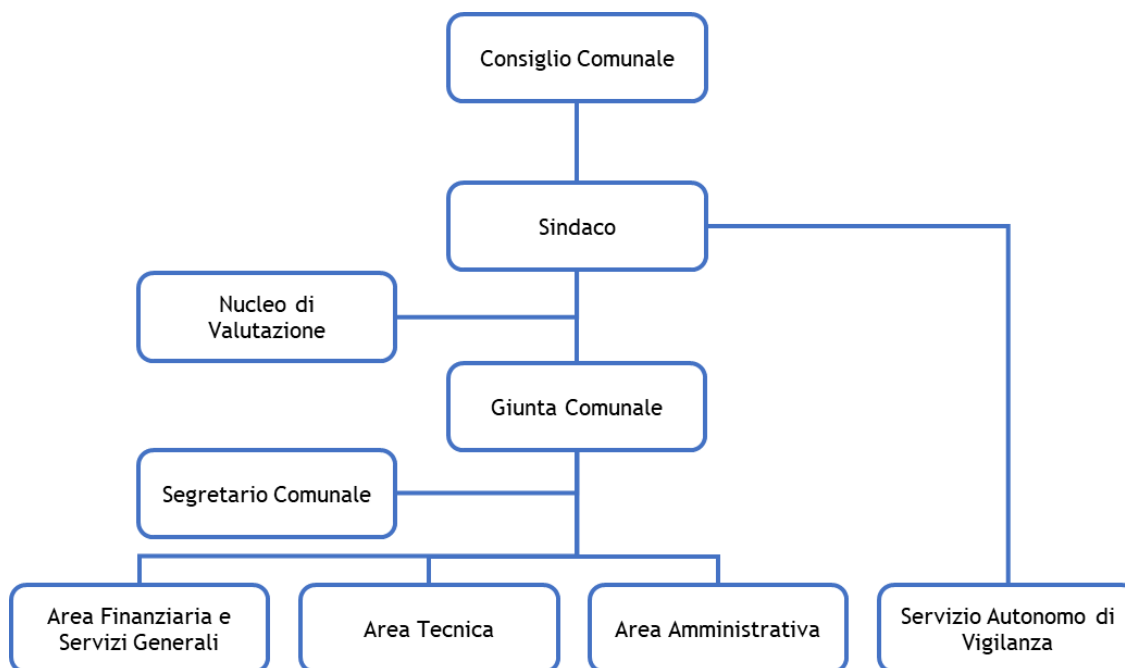 Consiglio Comunale
Sindaco
Nucleo di
Valutazione
Giunta Comunale
Segretario Comunale
Area Finanziaria e
Servizi Generali
Area Tecnica
Area Amministrativa
Servizio Autonomo di
Vigilanza